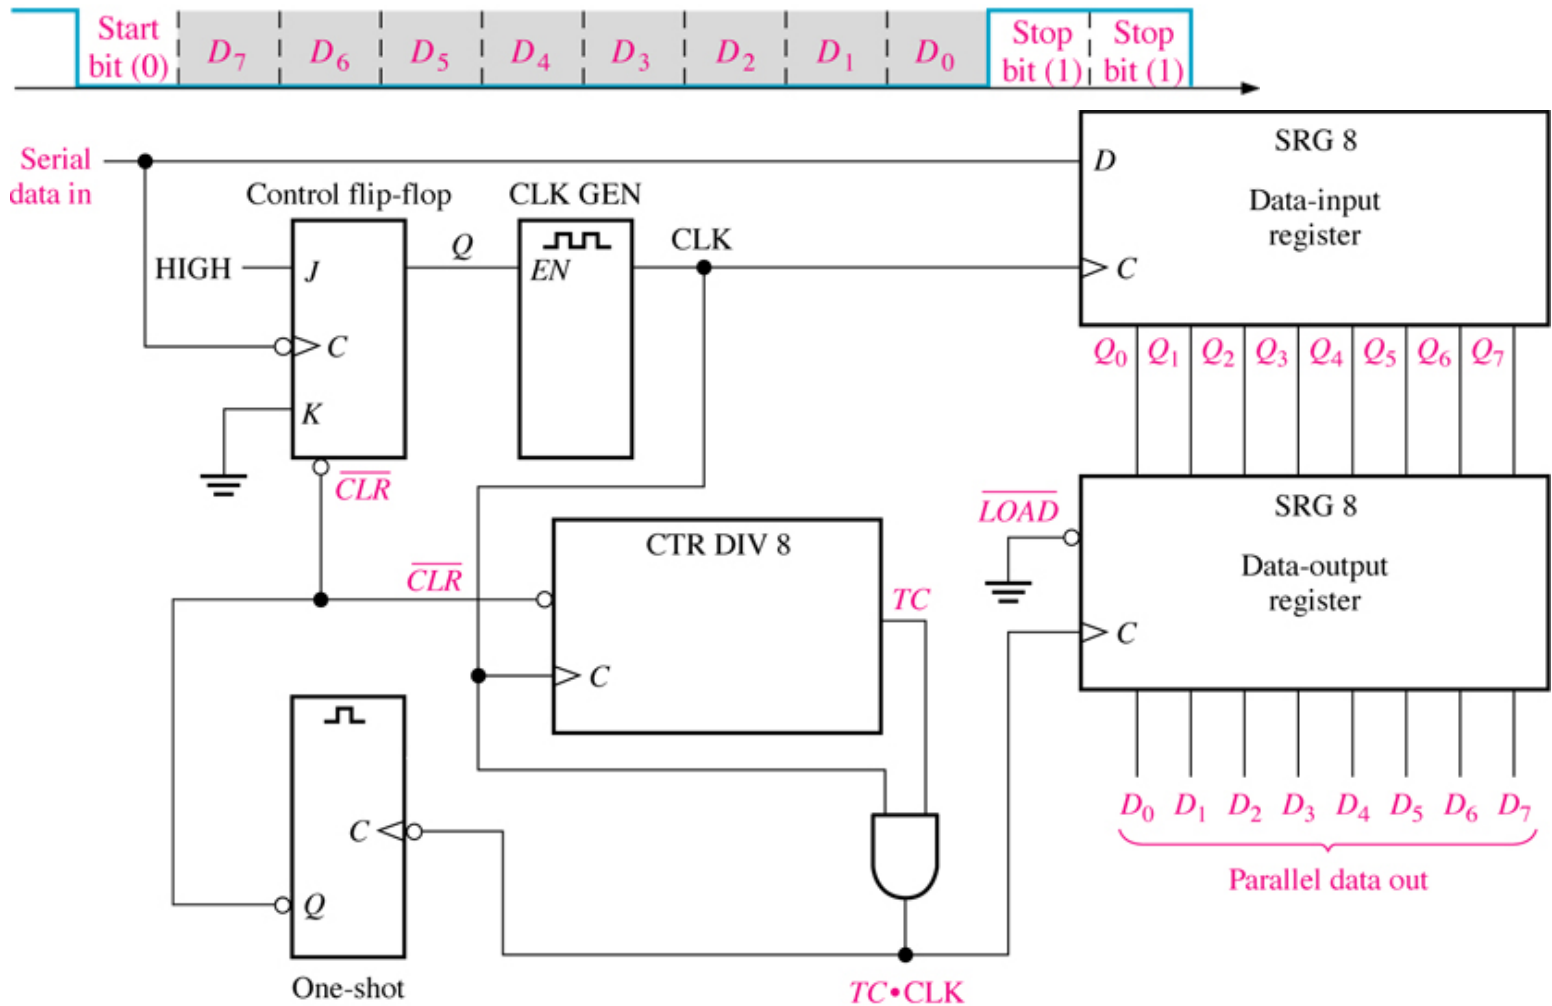 Start bit (0) D₇ D₆ D₅ D₄ D₃ D₂ D₁ D₀ Stop bit (1) Stop bit (1)
Serial data in
Control flip-flop
CLK GEN
HIGH
J
C
K
Q
EN
CLK
C̅L̅R̅
SRG 8
D
Data-input register
C
Q₀ Q₁ Q₂ Q₃ Q₄ Q₅ Q₆ Q₇
C̅L̅R̅
CTR DIV 8
C
TC
L̅O̅A̅D̅
SRG 8
Data-output register
C
D₀ D₁ D₂ D₃ D₄ D₅ D₆ D₇
Parallel data out
C
Q
One-shot
TC•CLK